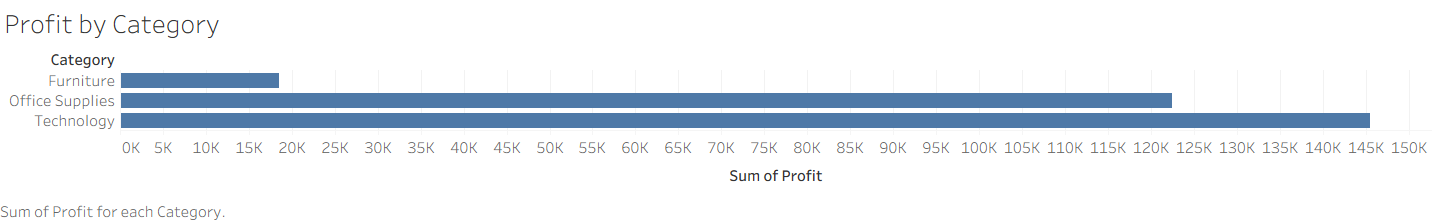 Profit by Category
Category
Furniture
Office Supplies
Technology
0K 5K 10K 15K 20K 25K 30K 35K 40K 45K 50K 55K 60K 65K 70K 75K 80K 85K 90K 95K 100K 105K 110K 115K 120K 125K 130K 135K 140K 145K 150K
Sum of Profit
Sum of Profit for each Category.